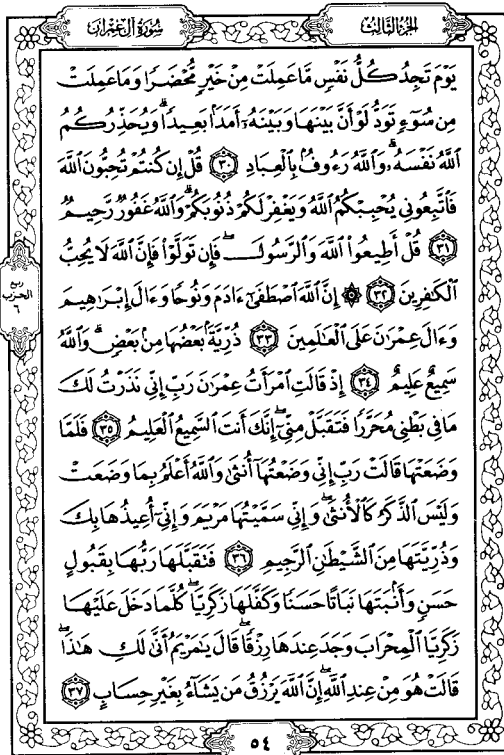 سُورَةُ آلِ عِمْرَانَ
الجزء الثالث
يَوْمَ تَجِدُ كُلُّ نَفْسٍ مَّا عَمِلَتْ مِنْ خَيْرٍ مُّحْضَرًا وَمَا عَمِلَتْ
مِن سُوٓءٍ تَوَدُّ لَوْ أَنَّ بَيْنَهَا وَبَيْنَهُۥٓ أَمَدَۢا بَعِيدًا ۗ وَيُحَذِّرُكُمُ
ٱللَّهُ نَفْسَهُۥ ۗ وَٱللَّهُ رَءُوفُۢ بِٱلْعِبَادِ ٣٠ قُلْ إِن كُنتُمْ تُحِبُّونَ ٱللَّهَ
فَٱتَّبِعُونِى يُحْبِبْكُمُ ٱللَّهُ وَيَغْفِرْ لَكُمْ ذُنُوبَكُمْ ۗ وَٱللَّهُ غَفُورٌ رَّحِيمٌ
٣١ قُلْ أَطِيعُوا۟ ٱللَّهَ وَٱلرَّسُولَ ۖ فَإِن تَوَلَّوْا۟ فَإِنَّ ٱللَّهَ لَا يُحِبُّ
ٱلْكَٰفِرِينَ ٣٢ ۞ إِنَّ ٱللَّهَ ٱصْطَفَىٰٓ ءَادَمَ وَنُوحًا وَءَالَ إِبْرَٰهِيمَ
وَءَالَ عِمْرَٰنَ عَلَى ٱلْعَٰلَمِينَ ٣٣ ذُرِّيَّةًۢ بَعْضُهَا مِنۢ بَعْضٍ ۗ وَٱللَّهُ
سَمِيعٌ عَلِيمٌ ٣٤ إِذْ قَالَتِ ٱمْرَأَتُ عِمْرَٰنَ رَبِّ إِنِّى نَذَرْتُ لَكَ
مَا فِى بَطْنِى مُحَرَّرًا فَتَقَبَّلْ مِنِّىٓ ۖ إِنَّكَ أَنتَ ٱلسَّمِيعُ ٱلْعَلِيمُ ٣٥ فَلَمَّا
وَضَعَتْهَا قَالَتْ رَبِّ إِنِّى وَضَعْتُهَآ أُنثَىٰ وَٱللَّهُ أَعْلَمُ بِمَا وَضَعَتْ
وَلَيْسَ ٱلذَّكَرُ كَٱلْأُنثَىٰ ۖ وَإِنِّى سَمَّيْتُهَا مَرْيَمَ وَإِنِّىٓ أُعِيذُهَا بِكَ
وَذُرِّيَّتَهَا مِنَ ٱلشَّيْطَٰنِ ٱلرَّجِيمِ ٣٦ فَتَقَبَّلَهَا رَبُّهَا بِقَبُولٍ
حَسَنٍ وَأَنۢبَتَهَا نَبَاتًا حَسَنًا وَكَفَّلَهَا زَكَرِيَّا ۖ كُلَّمَا دَخَلَ عَلَيْهَا
زَكَرِيَّا ٱلْمِحْرَابَ وَجَدَ عِندَهَا رِزْقًا ۖ قَالَ يَٰمَرْيَمُ أَنَّىٰ لَكِ هَٰذَا ۖ
قَالَتْ هُوَ مِنْ عِندِ ٱللَّهِ ۖ إِنَّ ٱللَّهَ يَرْزُقُ مَن يَشَآءُ بِغَيْرِ حِسَابٍ ٣٧
ربع
الحزب
٦
٥٤